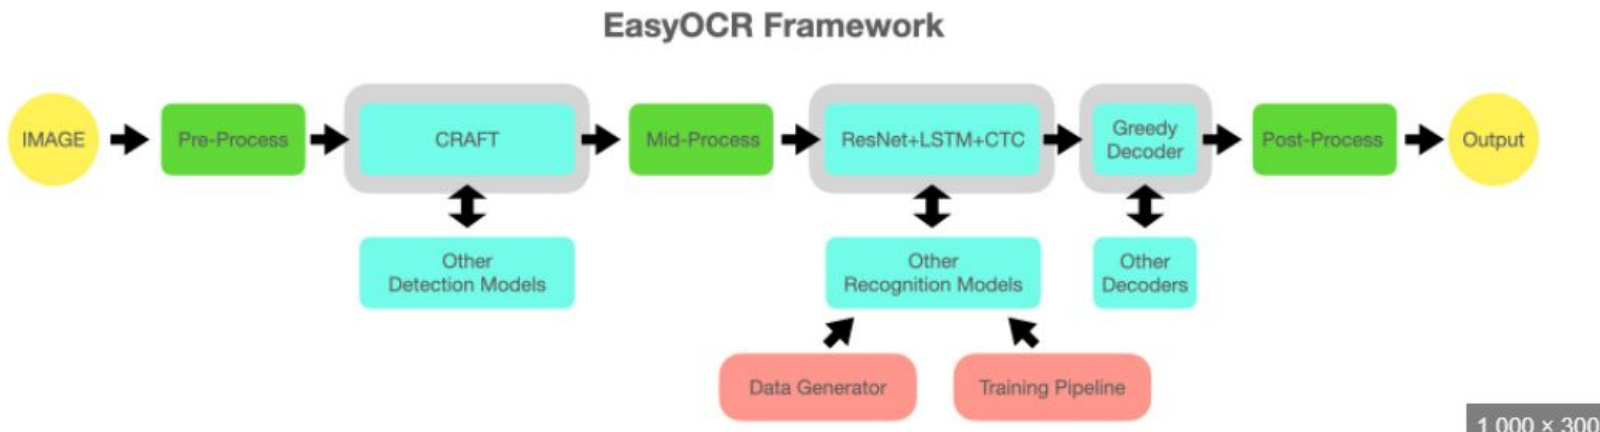 EasyOCR Framework
IMAGE
Pre-Process
CRAFT
Mid-Process
ResNet+LSTM+CTC
Greedy
Decoder
Post-Process
Output
Other
Detection Models
Other
Recognition Models
Other
Decoders
Data Generator
Training Pipeline
1,000 × 300